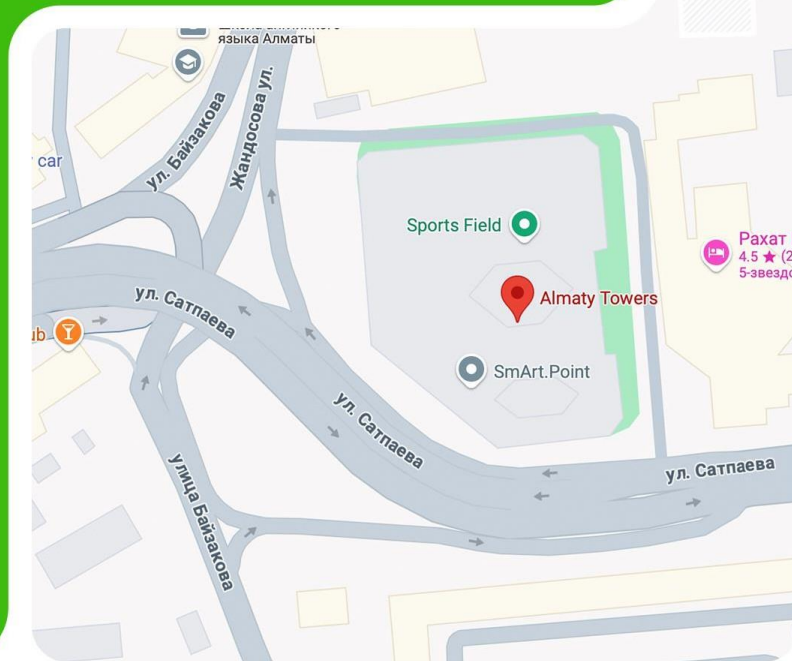 языка Алматы
ул. Байзакова
Жандосова ул.
car
Sports Field
Рахат
4.5 ★ (2
5-звездо
Almaty Towers
ул. Сатпаева
ub
SmArt.Point
ул. Сатпаева
ул. Сатпаева
улица Байзакова